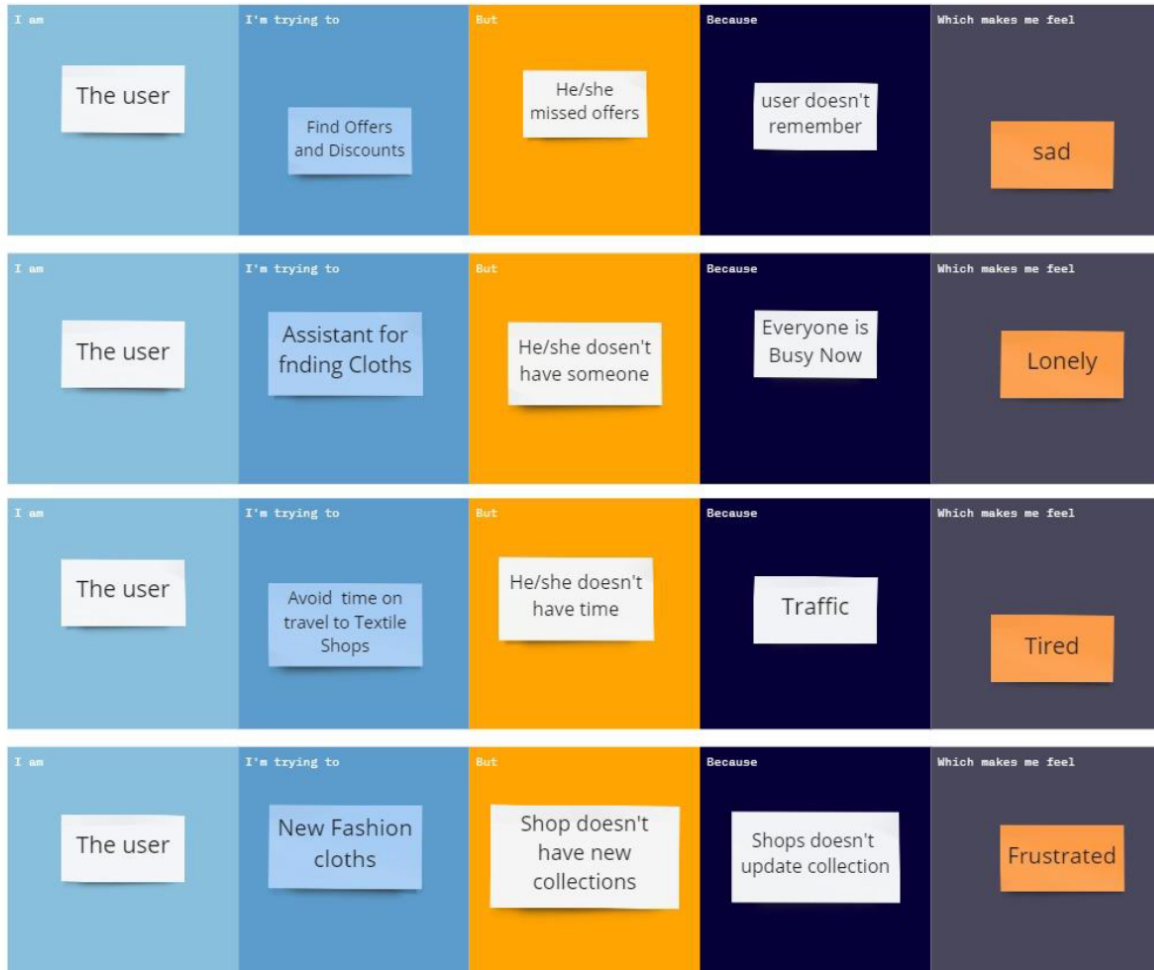 I am
I'm trying to
But
Because
Which makes me feel
The user
Find Offers
and Discounts
He/she
missed offers
user doesn't
remember
sad
I am
I'm trying to
But
Because
Which makes me feel
The user
Assistant for
fnding Cloths
He/she dosen't
have someone
Everyone is
Busy Now
Lonely
I am
I'm trying to
But
Because
Which makes me feel
The user
Avoid time on
travel to Textile
Shops
He/she doesn't
have time
Traffic
Tired
I am
I'm trying to
But
Because
Which makes me feel
The user
New Fashion
cloths
Shop doesn't
have new
collections
Shops doesn't
update collection
Frustrated